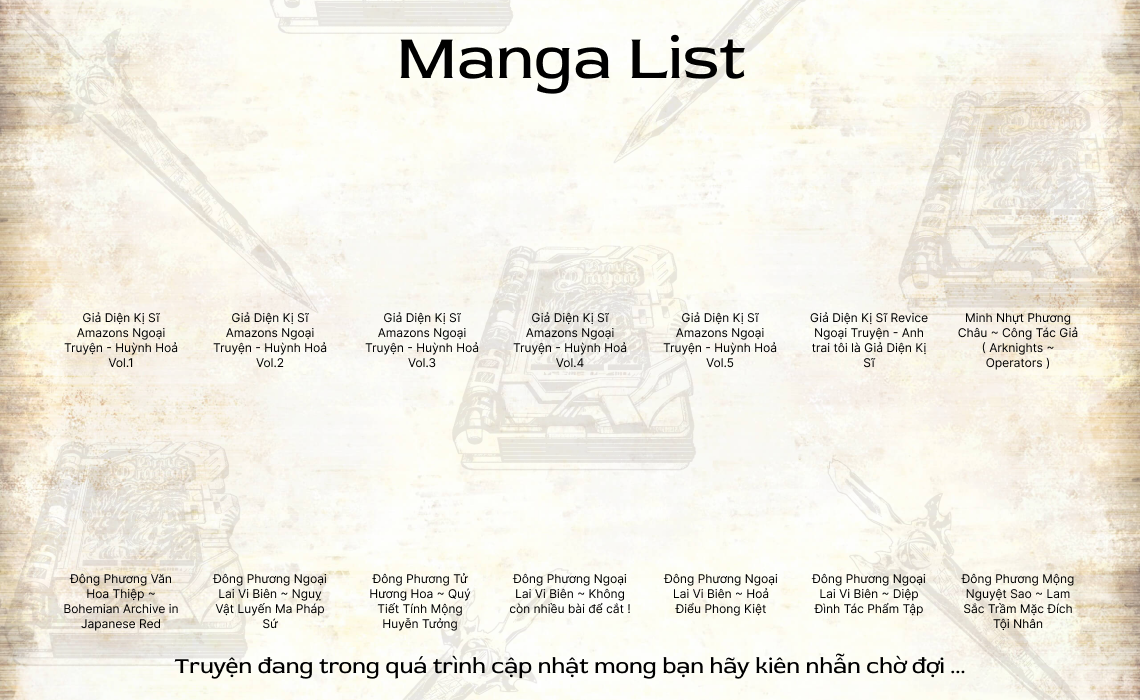 Manga List
Giả Diện Kị Sĩ
Amazons Ngoại
Truyện - Huỳnh Hoả
Vol.1
Giả Diện Kị Sĩ
Amazons Ngoại
Truyện - Huỳnh Hoả
Vol.2
Giả Diện Kị Sĩ
Amazons Ngoại
Truyện - Huỳnh Hoả
Vol.3
Giả Diện Kị Sĩ
Amazons Ngoại
Truyện - Huỳnh Hoả
Vol.4
Giả Diện Kị Sĩ
Amazons Ngoại
Truyện - Huỳnh Hoả
Vol.5
Giả Diện Kị Sĩ Revice
Ngoại Truyện - Anh
trai tôi là Giả Diện Kị
Sĩ
Minh Nhựt Phương
Châu ~ Công Tác Giả
( Arknights ~
Operators )
Đông Phương Văn
Hoa Thiệp ~
Bohemian Archive in
Japanese Red
Đông Phương Ngoại
Lai Vi Biên ~ Nguỵ
Vật Luyến Ma Pháp
Sứ
Đông Phương Tử
Hương Hoa ~ Quý
Tiết Tính Mộng
Huyễn Tưởng
Đông Phương Ngoại
Lai Vi Biên ~ Không
còn nhiều bài để cắt !
Đông Phương Ngoại
Lai Vi Biên ~ Hoả
Điểu Phong Kiệt
Đông Phương Ngoại
Lai Vi Biên ~ Diệp
Đình Tác Phẩm Tập
Đông Phương Mộng
Nguyệt Sao ~ Lam
Sắc Trầm Mặc Đích
Tội Nhân
Truyện đang trong quá trình cập nhật mong bạn hãy kiên nhẫn chờ đợi ...